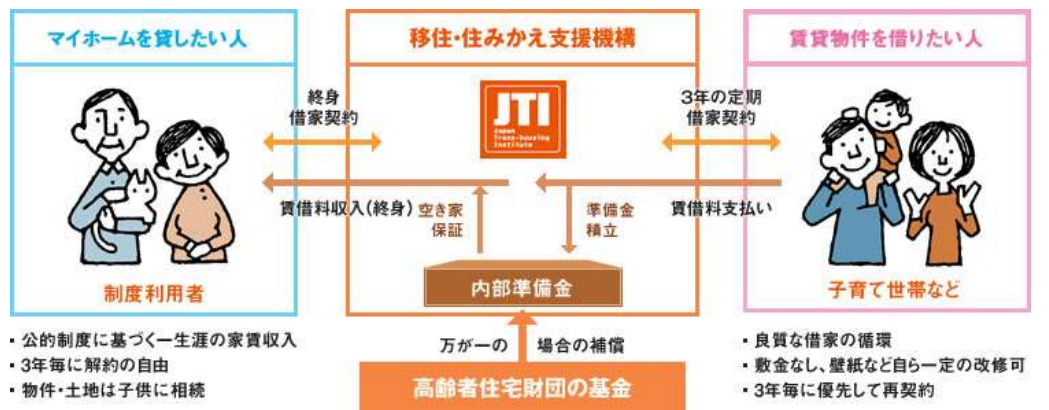 マイホームを貸したい人
移住・住みかえ支援機構
賃貸物件を借りたい人
終身
借家契約
JTI
Japan
Trans-housing
Institute
3年の定期
借家契約
賃借料収入(終身)
空き家
保証
準備金
積立
賃借料支払い
内部準備金
制度利用者
子育て世帯など
▪ 公的制度に基づく一生涯の家賃収入
▪ 3年毎に解約の自由
▪ 物件・土地は子供に相続
万が一の 場合の補償
高齢者住宅財団の基金
▪ 良質な借家の循環
▪ 敷金なし、壁紙など自ら一定の改修可
▪ 3年毎に優先して再契約